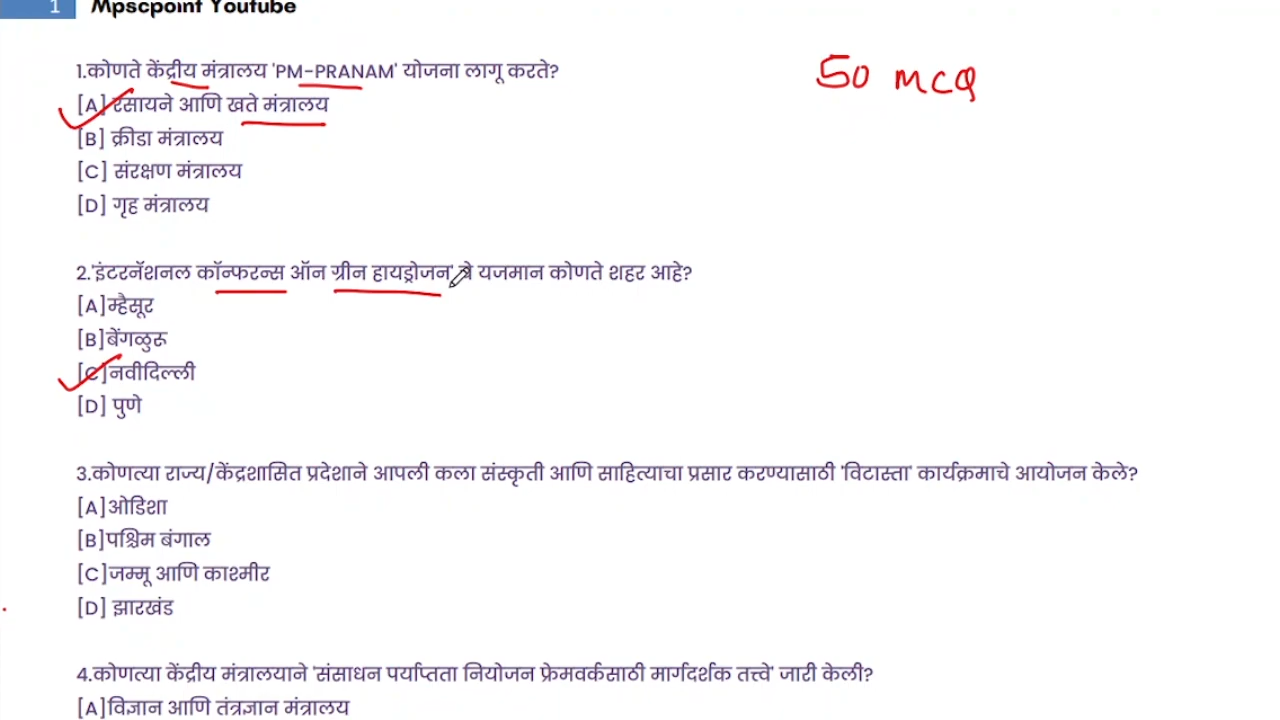 1 Mpscpoint Youtube
50 MCQ
1.कोणते केंद्रीय मंत्रालय 'PM-PRANAM' योजना लागू करते?
[A] रसायने आणि खते मंत्रालय
[B] क्रीडा मंत्रालय
[C] संरक्षण मंत्रालय
[D] गृह मंत्रालय
2.'इंटरनॅशनल कॉन्फरन्स ऑन ग्रीन हायड्रोजन' चे यजमान कोणते शहर आहे?
[A]म्हैसूर
[B]बेंगळुरू
[C]नवीदिल्ली
[D] पुणे
3.कोणत्या राज्य/केंद्रशासित प्रदेशाने आपली कला संस्कृती आणि साहित्याचा प्रसार करण्यासाठी 'विटास्ता' कार्यक्रमाचे आयोजन केले?
[A]ओडिशा
[B]पश्चिम बंगाल
[C]जम्मू आणि काश्मीर
[D] झारखंड
4.कोणत्या केंद्रीय मंत्रालयाने 'संसाधन पर्याप्तता नियोजन फ्रेमवर्कसाठी मार्गदर्शक तत्त्वे' जारी केली?
[A]विज्ञान आणि तंत्रज्ञान मंत्रालय